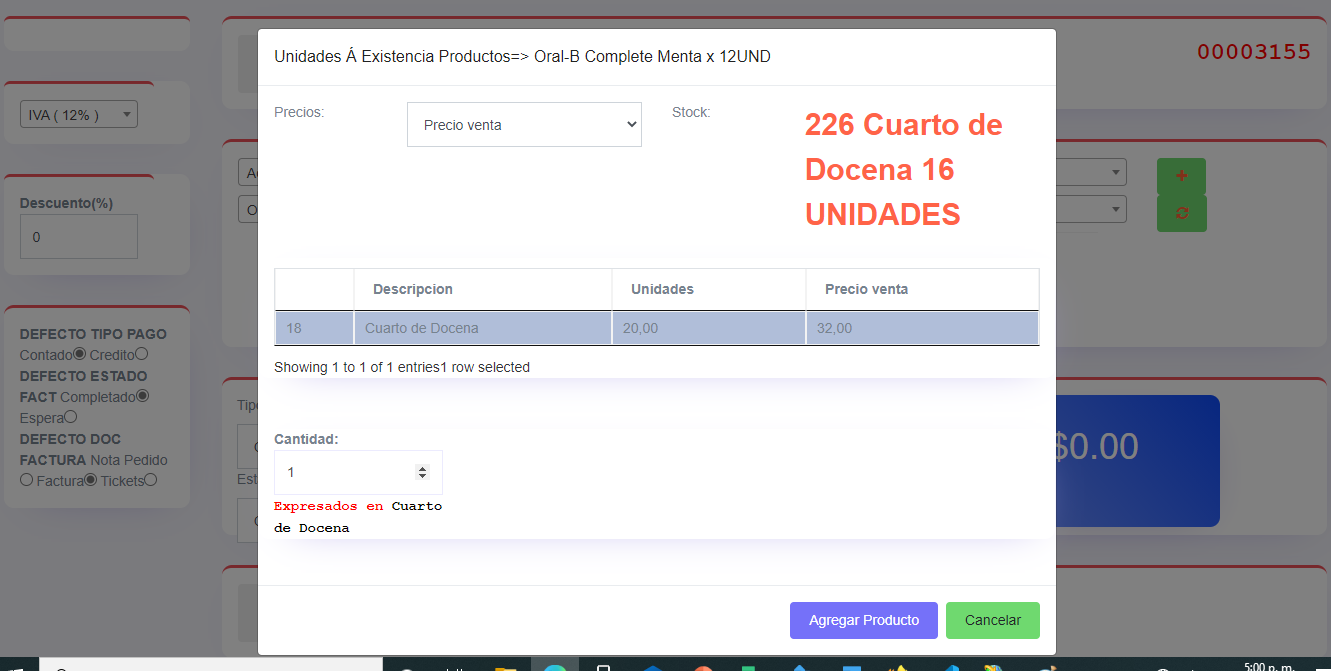 00003155
IVA ( 12% )
Descuento(%)
0
DEFECTO TIPO PAGO
Contado Credito
DEFECTO ESTADO
FACT Completado
Espera
DEFECTO DOC
FACTURA Nota Pedido
Factura Tickets
Unidades Á Existencia Productos=> Oral-B Complete Menta x 12UND
Precios:
Precio venta
Stock:
226 Cuarto de
Docena 16
UNIDADES
Descripcion Unidades Precio venta
18 Cuarto de Docena 20,00 32,00
Showing 1 to 1 of 1 entries1 row selected
Cantidad:
1
Expresados en Cuarto
de Docena
Agregar Producto Cancelar
$0.00
5:00 p. m.